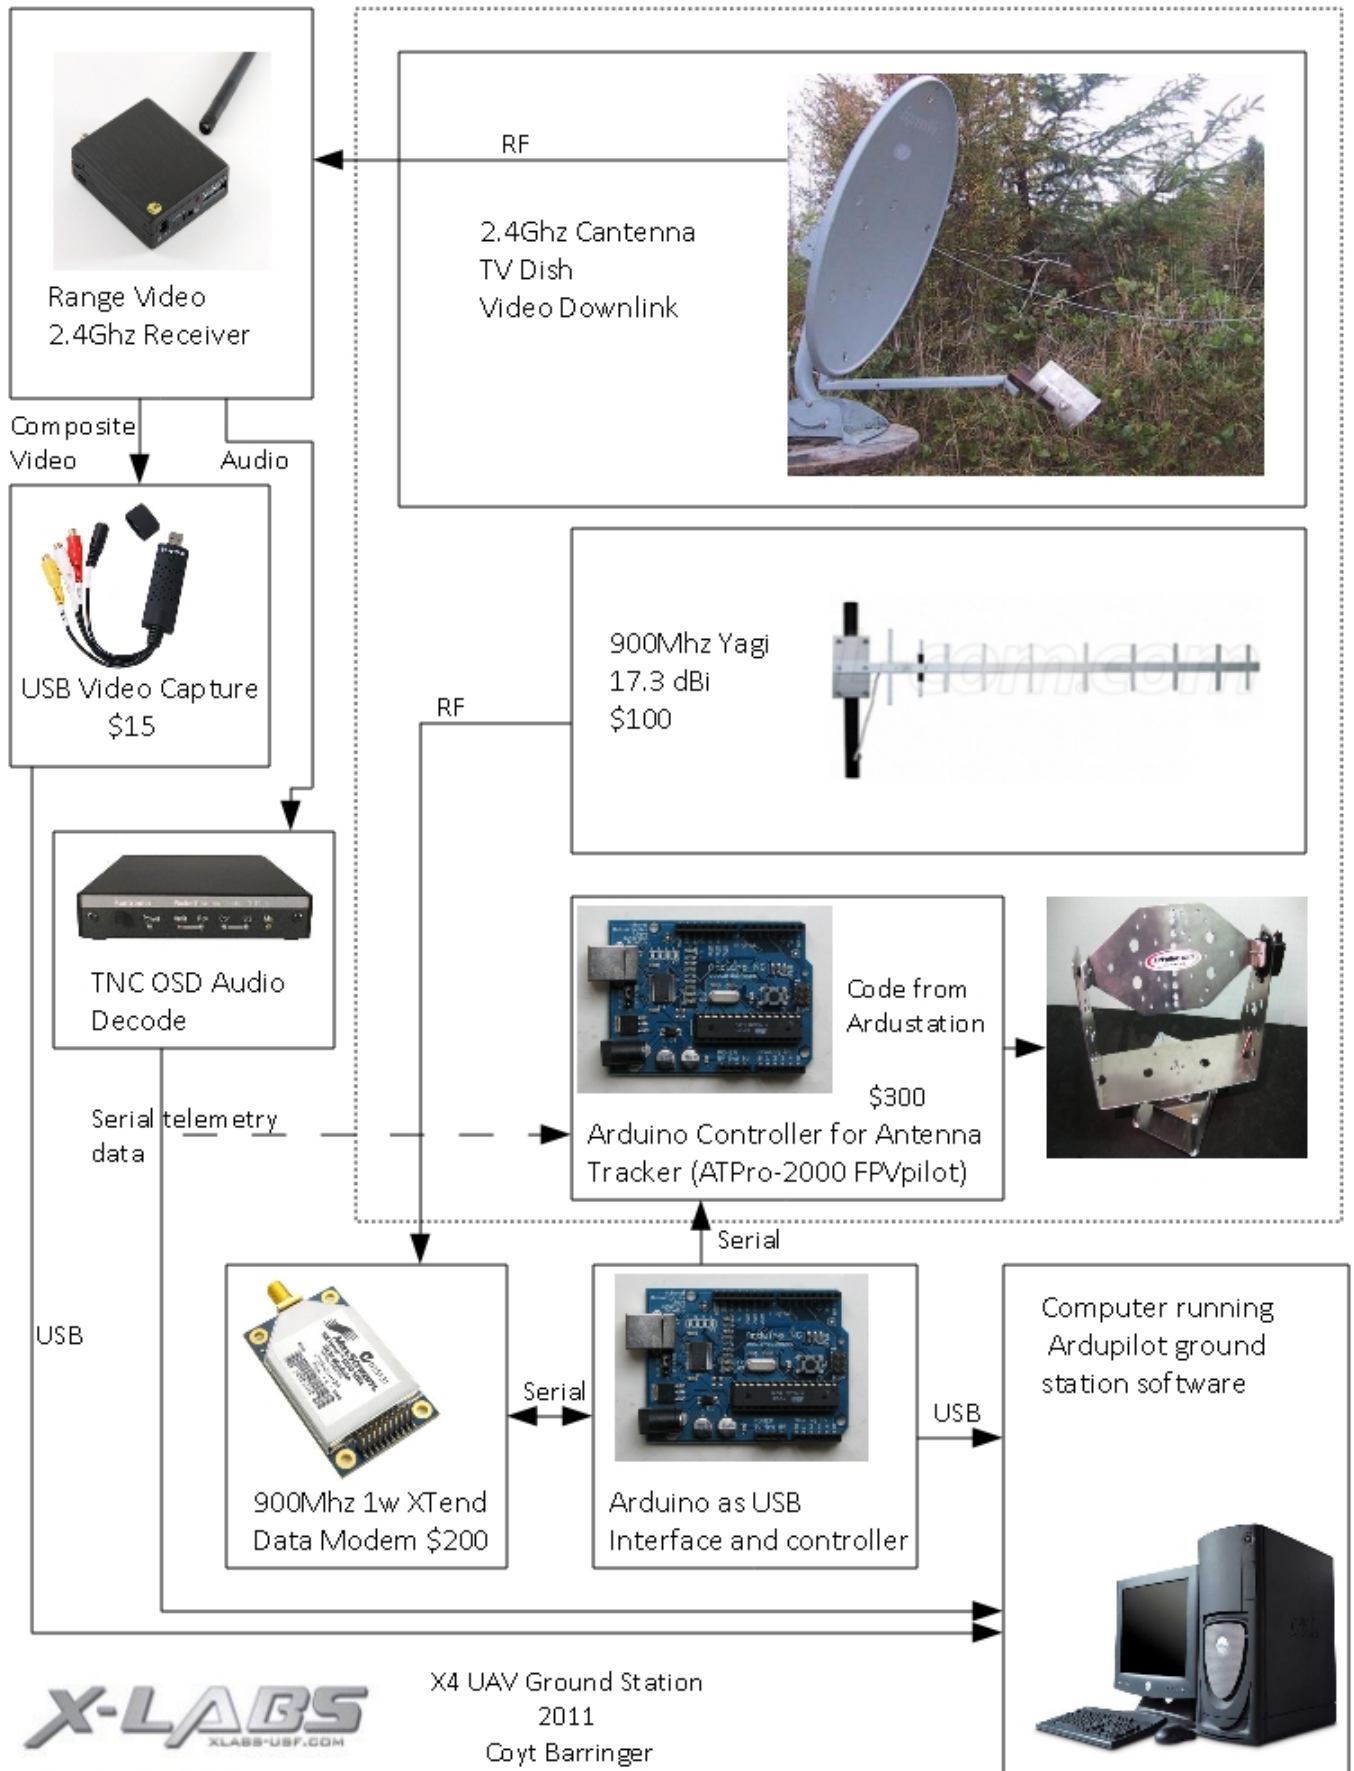 RF
2.4Ghz Cantenna
TV Dish
Video Downlink
Range Video
2.4Ghz Receiver
Composite
Video
Audio
USB Video Capture
$15
900Mhz Yagi
17.3 dBi
$100
RF
com.com
TNC OSD Audio
Decode
Code from
Ardustation
$300
Arduino Controller for Antenna
Tracker (ATPro-2000 FPVpilot)
Serial telemetry
data
Serial
USB
900Mhz 1w XTend
Data Modem $200
Serial
Arduino as USB
Interface and controller
USB
Computer running
Ardupilot ground
station software
X-LABS
XLABS-USF.COM
X4 UAV Ground Station
2011
Coyt Barringer